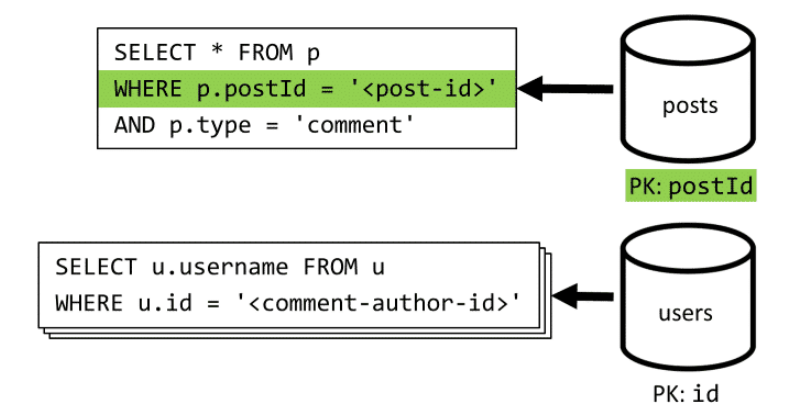 SELECT * FROM p
WHERE p.postId = '<post-id>'
AND p.type = 'comment'
posts
PK: postId
SELECT u.username FROM u
WHERE u.id = '<comment-author-id>'
users
PK: id